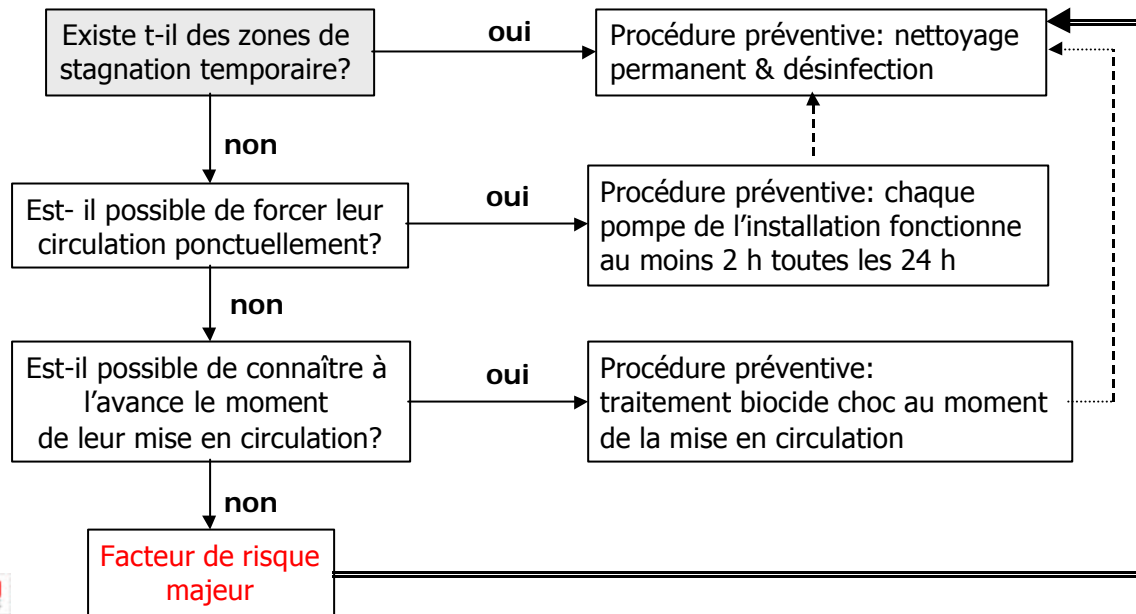 Existe t-il des zones de
stagnation temporaire?
oui
Procédure préventive: nettoyage
permanent & désinfection
non
Est- il possible de forcer leur
circulation ponctuellement?
oui
Procédure préventive: chaque
pompe de l'installation fonctionne
au moins 2 h toutes les 24 h
non
Est-il possible de connaître à
l'avance le moment
de leur mise en circulation?
oui
Procédure préventive:
traitement biocide choc au moment
de la mise en circulation
non
Facteur de risque
majeur